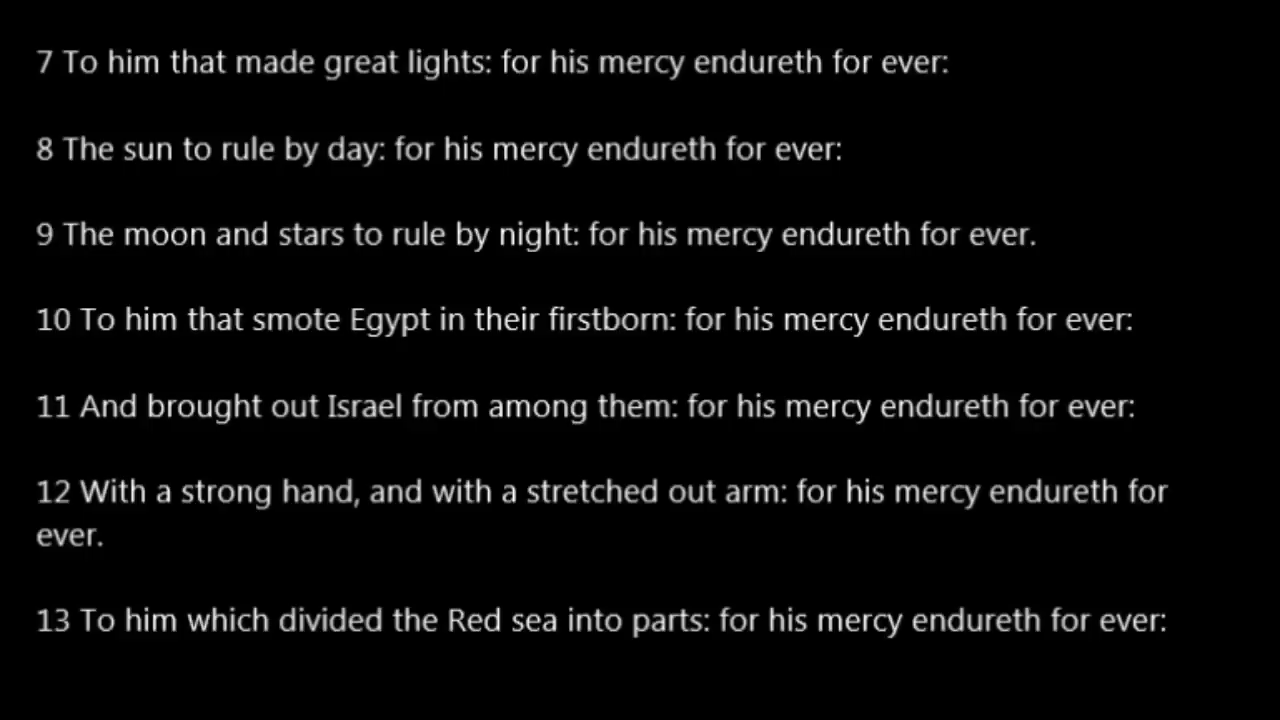 7 To him that made great lights: for his mercy endureth for ever:
8 The sun to rule by day: for his mercy endureth for ever:
9 The moon and stars to rule by night: for his mercy endureth for ever.
10 To him that smote Egypt in their firstborn: for his mercy endureth for ever:
11 And brought out Israel from among them: for his mercy endureth for ever:
12 With a strong hand, and with a stretched out arm: for his mercy endureth for
ever.
13 To him which divided the Red sea into parts: for his mercy endureth for ever: